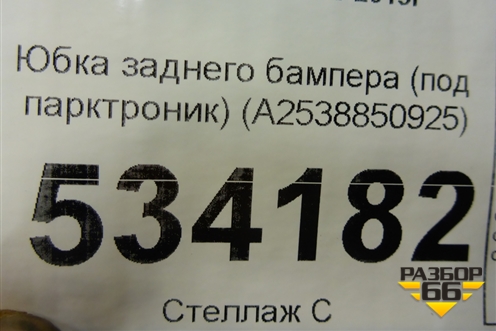 Юбка заднего бампера (под
парктроник) (A2538850925)
534182
Стеллаж С
РАЗБОР
66